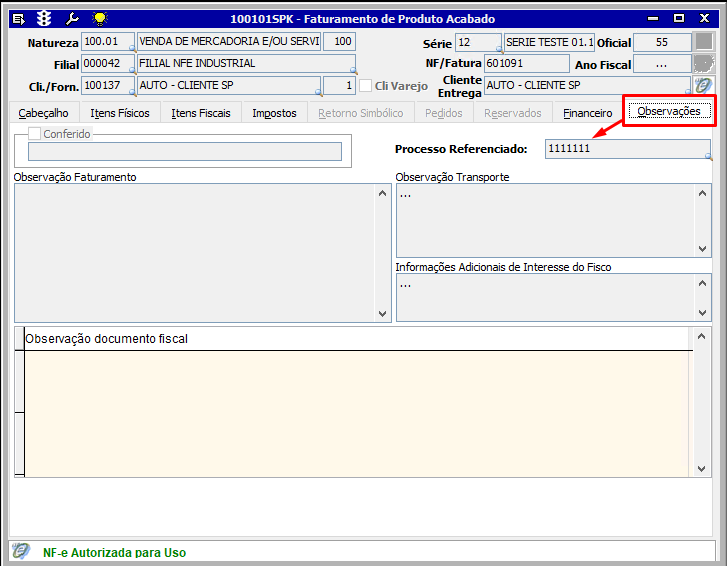 100101SPK - Faturamento de Produto Acabado
Natureza 100.01 VENDA DE MERCADORIA E/OU SERVI 100 Série 12 SERIE TESTE 01.1 Oficial 55
Filial 000042 FILIAL NFE INDUSTRIAL NF/Fatura 601091 Ano Fiscal ...
Cli./Forn. 100137 AUTO - CLIENTE SP 1 Cli Varejo Cliente Entrega AUTO - CLIENTE SP
Cabeçalho Itens Físicos Itens Fiscais Impostos Retorno Simbólico Pedidos Reservados Financeiro Observações
Conferido
Processo Referenciado: 1111111
Observação Faturamento Observação Transporte
...
Informações Adicionais de Interesse do Fisco
...
Observação documento fiscal
NF-e Autorizada para Uso